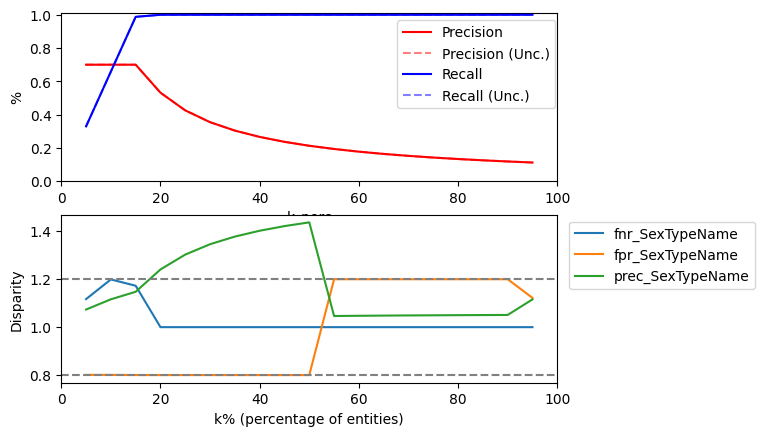 1.0
0.8
0.6
0.4
0.2
0.0
%
Precision
Precision (Unc.)
Recall
Recall (Unc.)
0 20 40 60 80 100
1.4
1.2
1.0
0.8
Disparity
fnr_SexTypeName
fpr_SexTypeName
prec_SexTypeName
0 20 40 60 80 100
k% (percentage of entities)